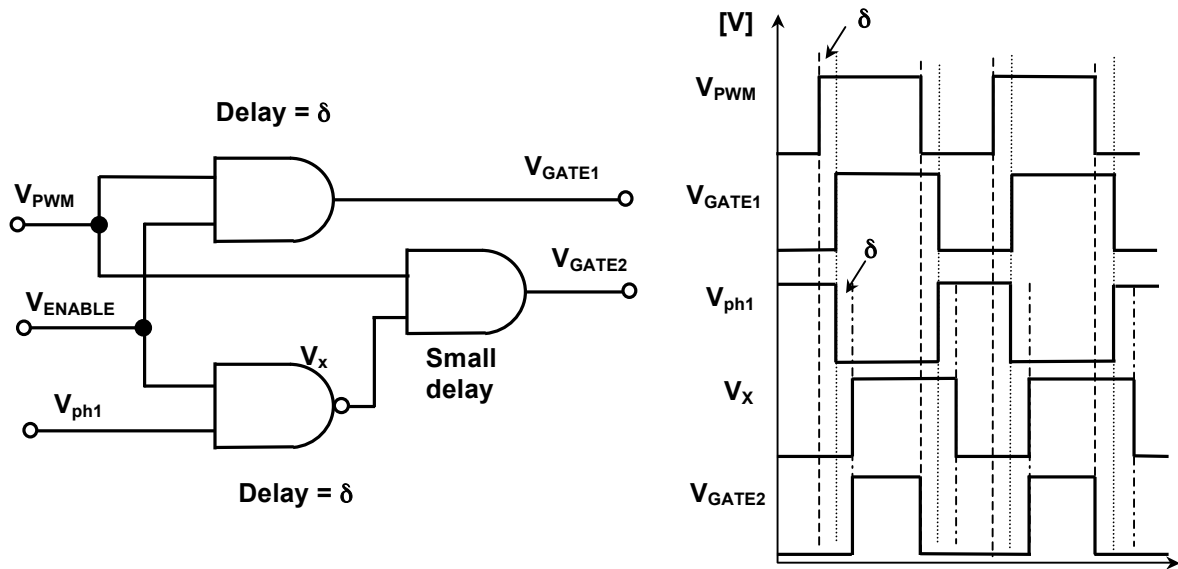 Delay = δ
V_PWM
V_GATE1
V_GATE2
V_ENABLE
V_x
Small
delay
V_ph1
Delay = δ
[V]
δ
V_PWM
V_GATE1
δ
V_ph1
V_X
V_GATE2